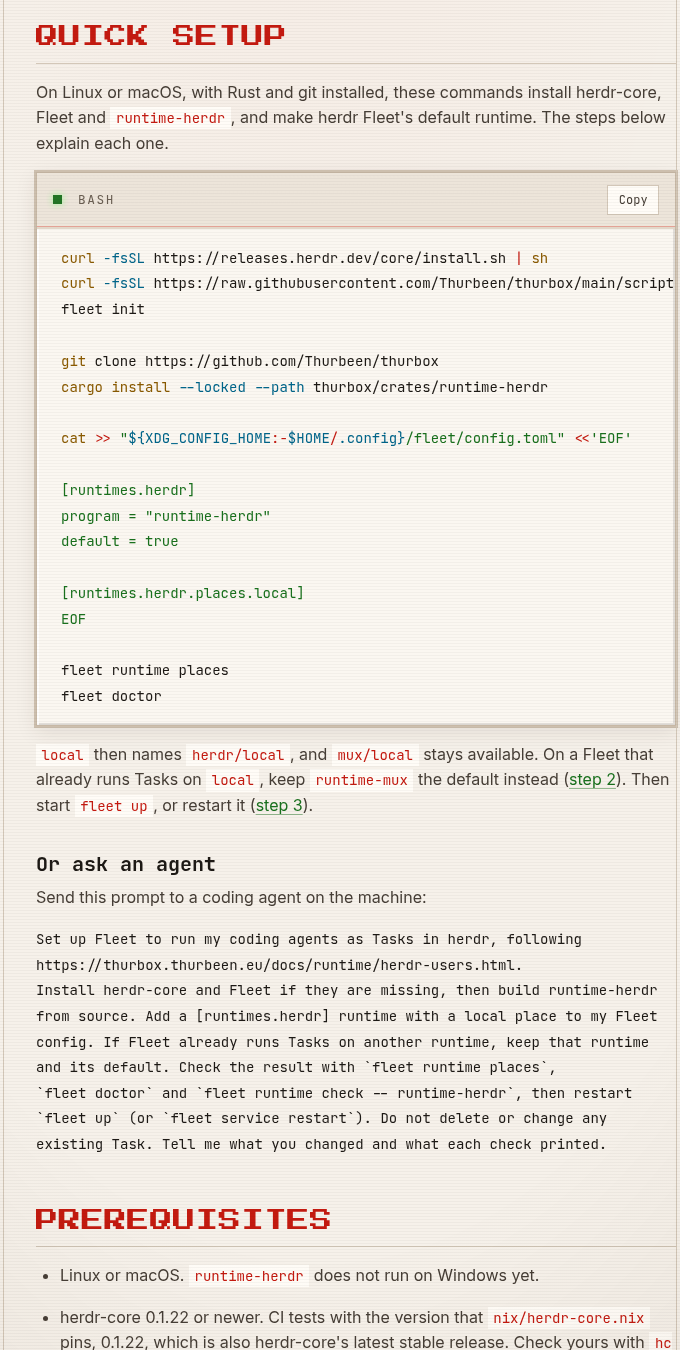 QUICK SETUP
On Linux or macOS, with Rust and git installed, these commands install herdr-core,
Fleet and runtime-herdr, and make herdr Fleet's default runtime. The steps below
explain each one.
BASH
Copy
curl -fsSL https://releases.herdr.dev/core/install.sh | sh
curl -fsSL https://raw.githubusercontent.com/Thurbeen/thurbox/main/script
fleet init
git clone https://github.com/Thurbeen/thurbox
cargo install --locked --path thurbox/crates/runtime-herdr
cat >> "${XDG_CONFIG_HOME:-$HOME/.config}/fleet/config.toml" <<'EOF'
[runtimes.herdr]
program = "runtime-herdr"
default = true
[runtimes.herdr.places.local]
EOF
fleet runtime places
fleet doctor
local then names herdr/local, and mux/local stays available. On a Fleet that
already runs Tasks on local, keep runtime-mux the default instead (step 2). Then
start fleet up, or restart it (step 3).
Or ask an agent
Send this prompt to a coding agent on the machine:
Set up Fleet to run my coding agents as Tasks in herdr, following
https://thurbox.thurbeen.eu/docs/runtime/herdr-users.html.
Install herdr-core and Fleet if they are missing, then build runtime-herdr
from source. Add a [runtimes.herdr] runtime with a local place to my Fleet
config. If Fleet already runs Tasks on another runtime, keep that runtime
and its default. Check the result with `fleet runtime places`,
`fleet doctor` and `fleet runtime check -- runtime-herdr`, then restart
`fleet up` (or `fleet service restart`). Do not delete or change any
existing Task. Tell me what you changed and what each check printed.
PREREQUISITES
• Linux or macOS. runtime-herdr does not run on Windows yet.
• herdr-core 0.1.22 or newer. CI tests with the version that nix/herdr-core.nix
pins, 0.1.22, which is also herdr-core's latest stable release. Check yours with hc